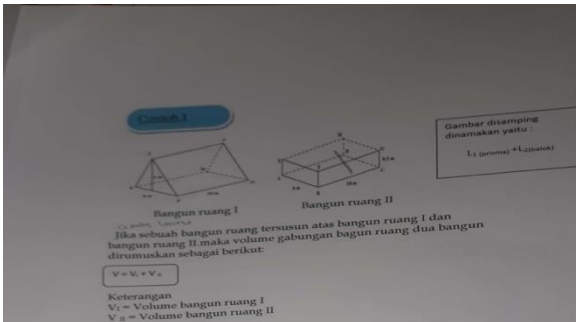 Contoh 1
Gambar disamping
dinamakan yaitu :
L₁ (prisma) +L₂(balok)
Bangun ruang I
Bangun ruang II
Jika sebuah bangun ruang tersusun atas bangun ruang I dan
bangun ruang II maka volume gabungan bagun ruang dua bangun
dirumuskan sebagai berikut:
V = V₁ + V
Keterangan
V₁ = Volume bangun ruang I
V II = Volume bangun ruang II